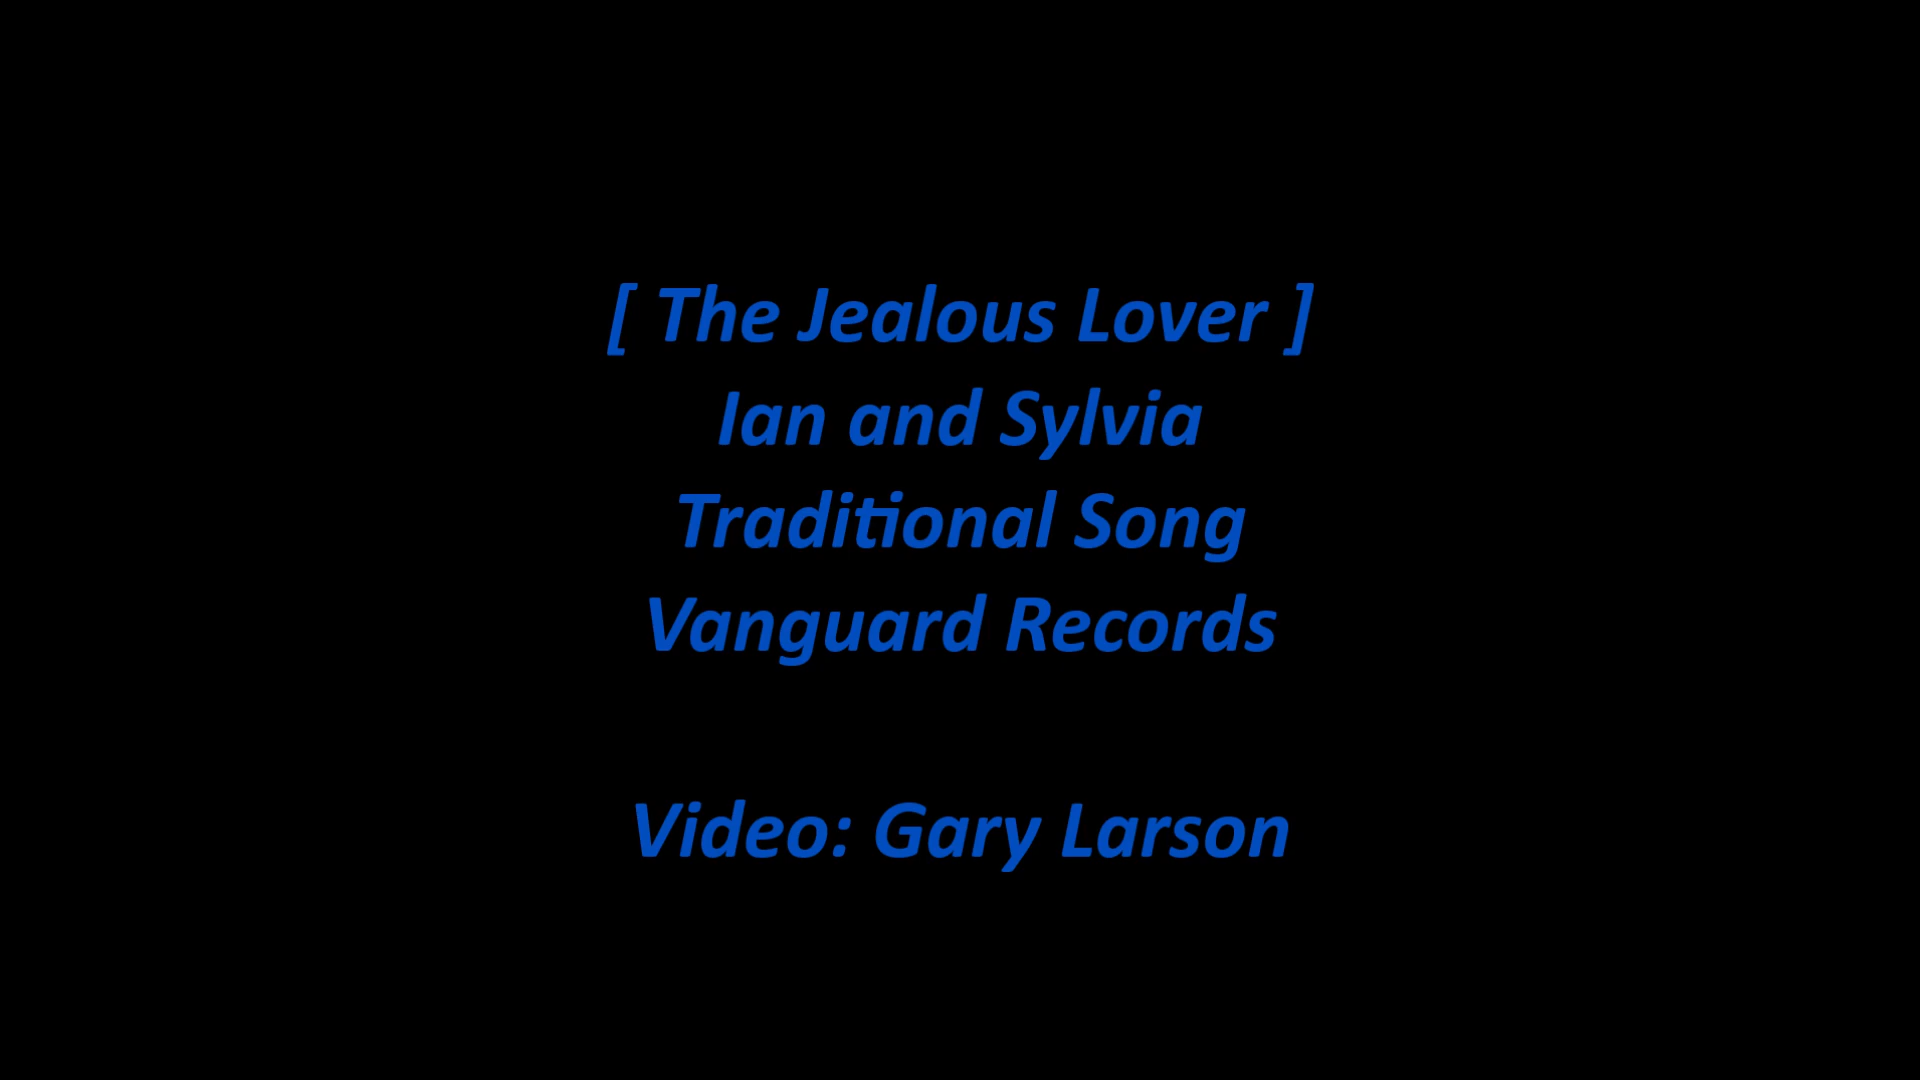 [ The Jealous Lover ]
Ian and Sylvia
Traditional Song
Vanguard Records
Video: Gary Larson